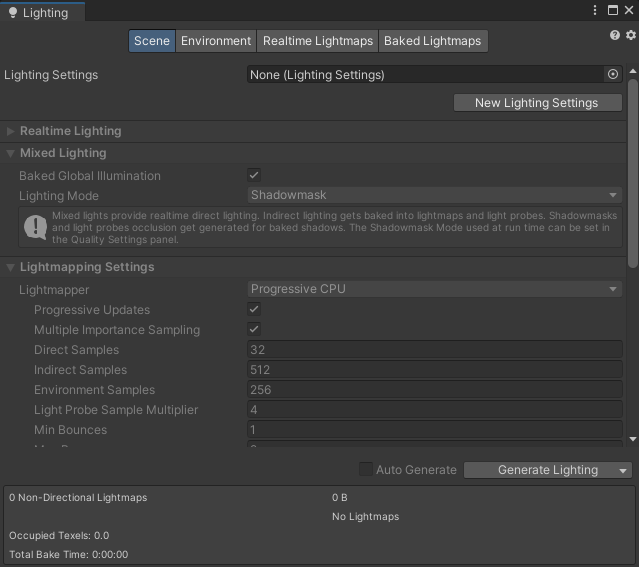 Lighting
Scene Environment Realtime Lightmaps Baked Lightmaps
Lighting Settings None (Lighting Settings)
New Lighting Settings
Realtime Lighting
Mixed Lighting
Baked Global Illumination
Lighting Mode Shadowmask
Mixed lights provide realtime direct lighting. Indirect lighting gets baked into lightmaps and light probes. Shadowmasks
and light probes occlusion get generated for baked shadows. The Shadowmask Mode used at run time can be set in
the Quality Settings panel.
Lightmapping Settings
Lightmapper Progressive CPU
Progressive Updates
Multiple Importance Sampling
Direct Samples 32
Indirect Samples 512
Environment Samples 256
Light Probe Sample Multiplier 4
Min Bounces 1
Auto Generate Generate Lighting
0 Non-Directional Lightmaps 0 B
No Lightmaps
Occupied Texels: 0.0
Total Bake Time: 0:00:00